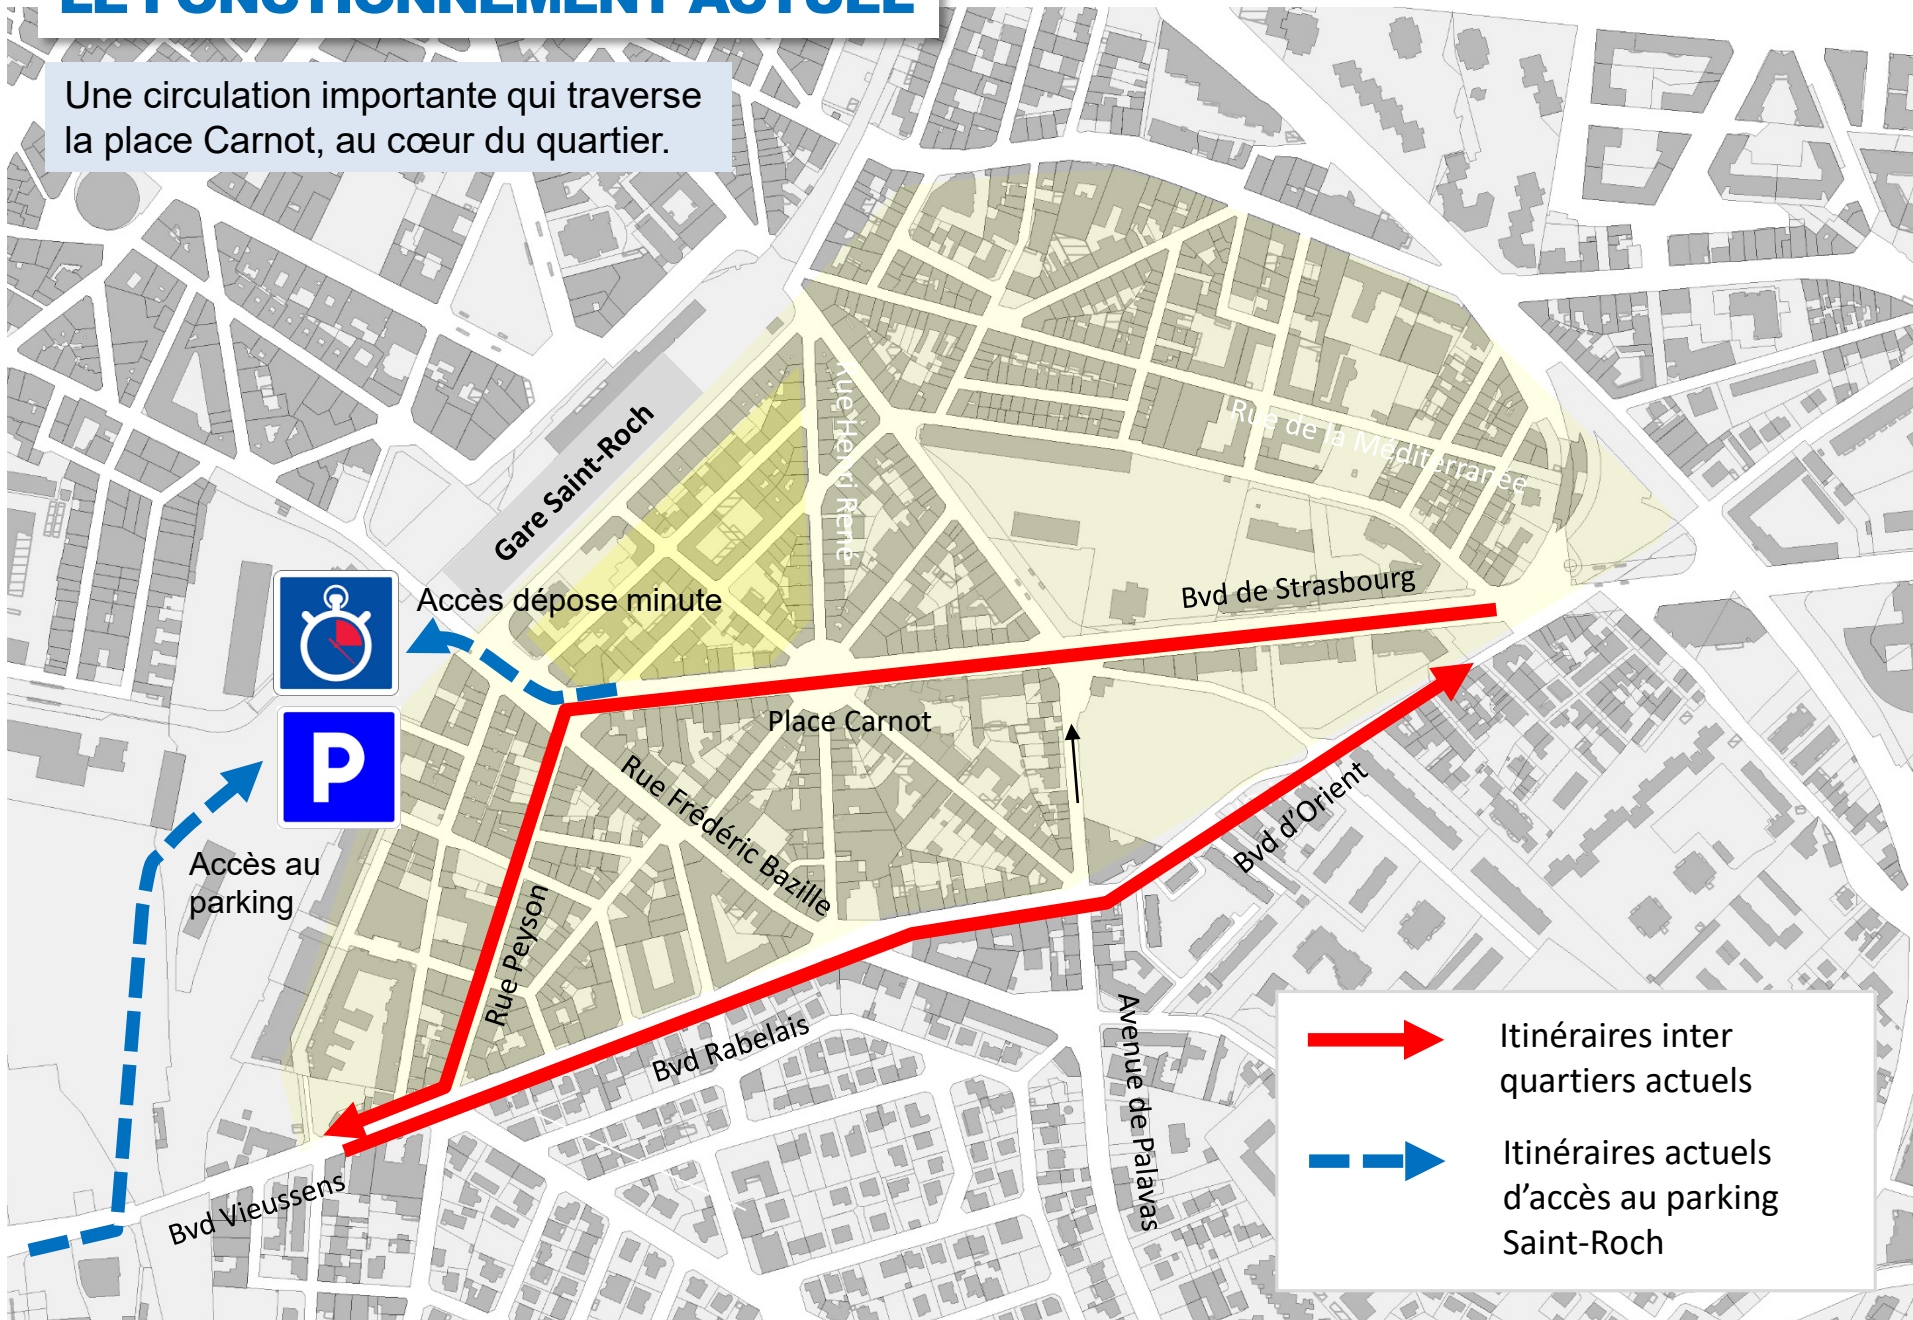 LE FONCTIONNEMENT ACTUEL
Une circulation importante qui traverse
la place Carnot, au cœur du quartier.
Gare Saint-Roch
Rue Henri René
Rue de la Méditerranée
Accès dépose minute
Bvd de Strasbourg
Place Carnot
P
Rue Frédéric Bazille
Bvd d'Orient
Accès au
parking
Rue Peyson
Bvd Rabelais
Avenue de Palavas
Bvd Vieussens
Itinéraires inter
quartiers actuels
Itinéraires actuels
d'accès au parking
Saint-Roch